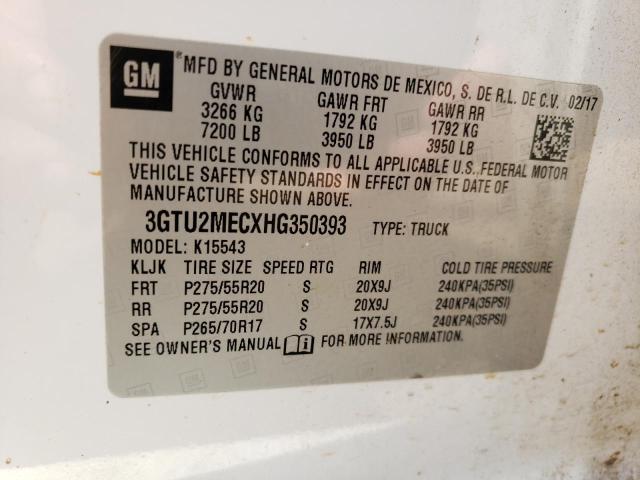 GM
® MFD BY GENERAL MOTORS DE MEXICO, S. DE R.L. DE C.V. 02/17
GVWR GAWR FRT GAWR RR
3266 KG 1792 KG 1792 KG
7200 LB 3950 LB 3950 LB
THIS VEHICLE CONFORMS TO ALL APPLICABLE U.S. FEDERAL MOTOR
VEHICLE SAFETY STANDARDS IN EFFECT ON THE DATE OF
MANUFACTURE SHOWN ABOVE.
3GTU2MECXHG350393 TYPE: TRUCK
MODEL: K15543
KLJK TIRE SIZE SPEED RTG RIM COLD TIRE PRESSURE
FRT P275/55R20 S 20X9J 240KPA(35PSI)
RR P275/55R20 S 20X9J 240KPA(35PSI)
SPA P265/70R17 S 17X7.5J 240KPA(35PSI)
SEE OWNER'S MANUAL FOR MORE INFORMATION.